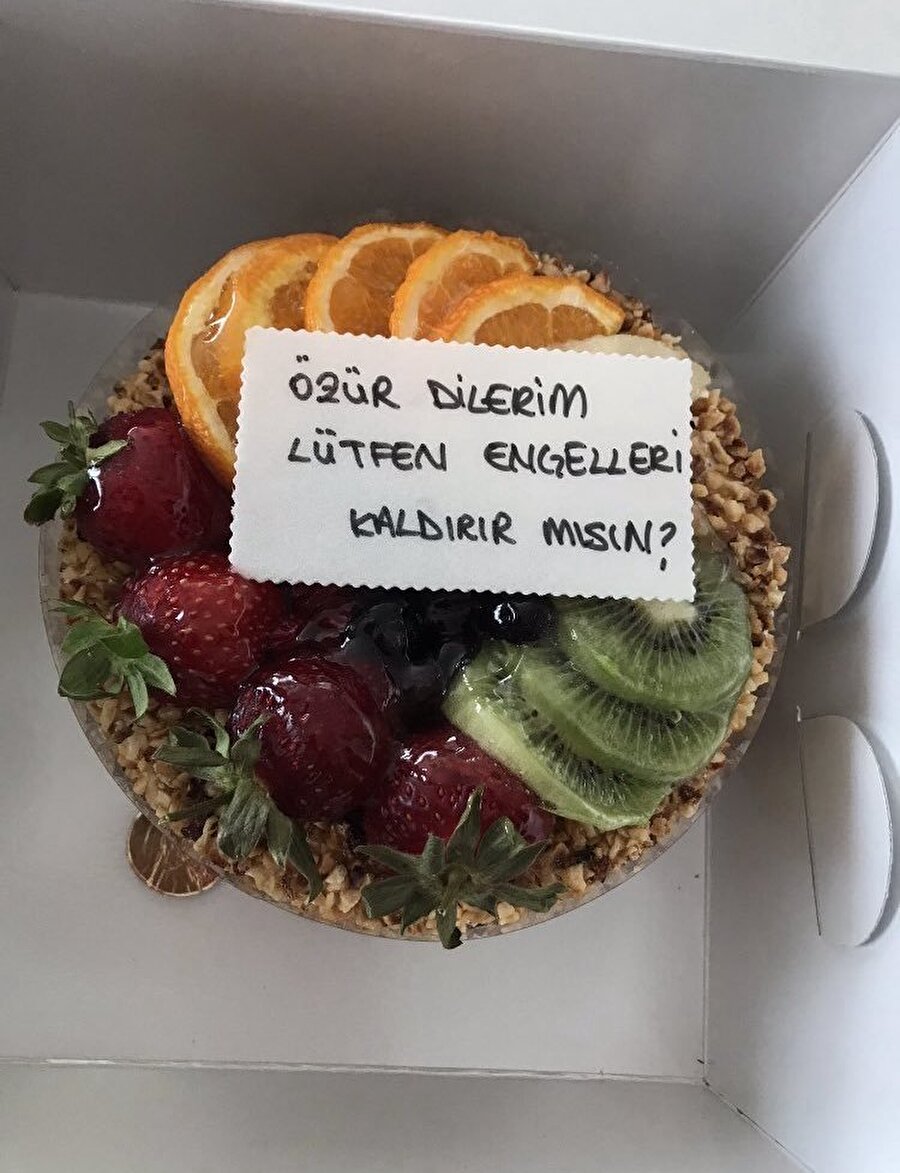 ÖZÜR DİLERİM
LÜTFEN ENGELLERİ
KALDIRIR MISIN?